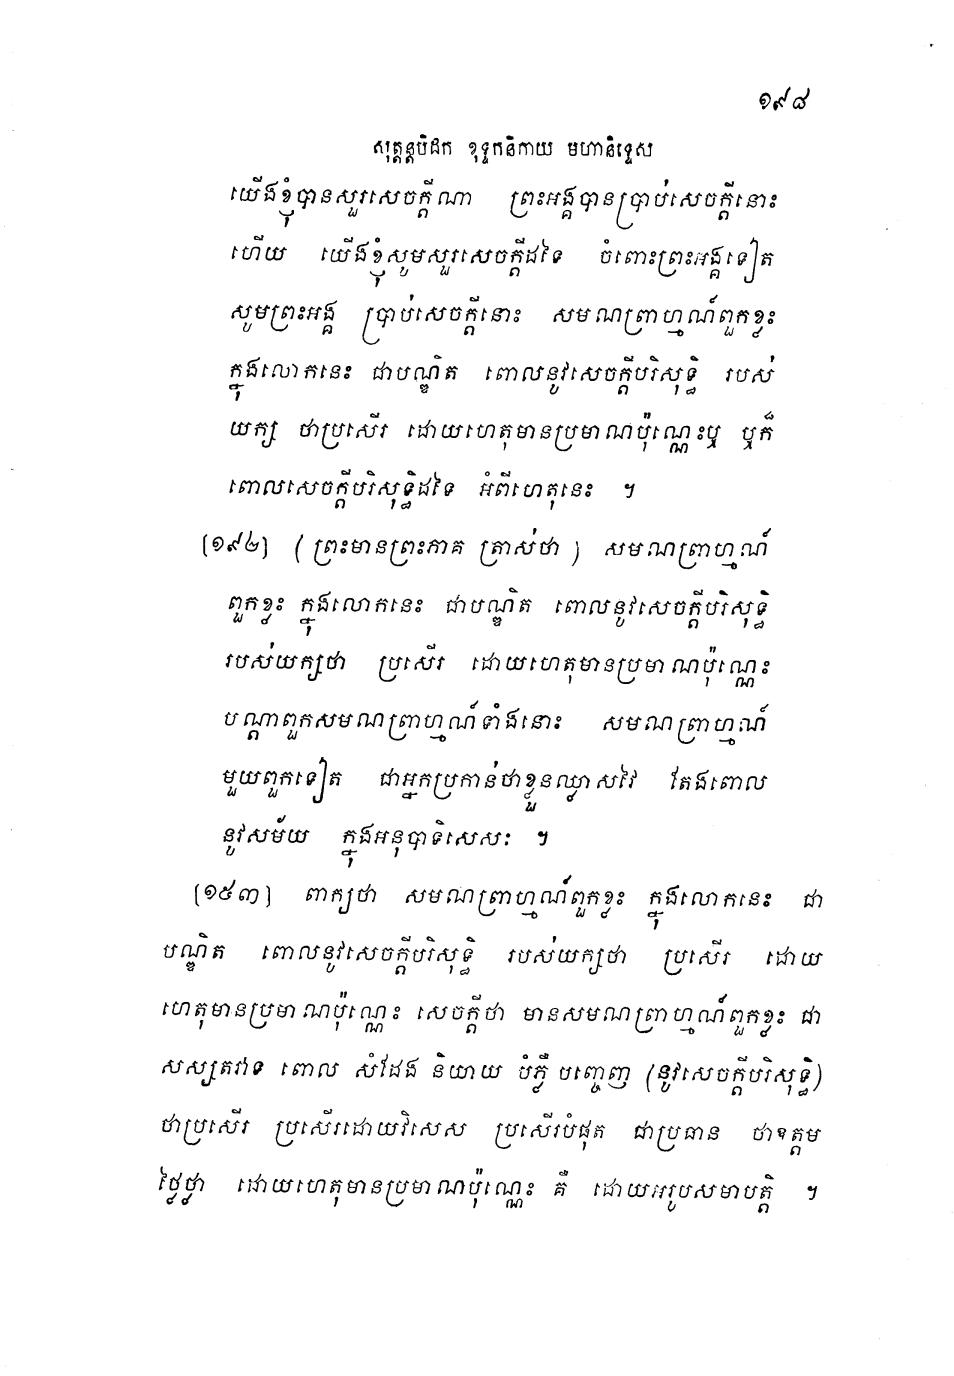 ១៩៨
សុត្តន្តបិដក ខុទ្ទកនិកាយ មហានិទ្ទេស
យើងខ្ញុំបានសួរសេចក្តីណា ព្រះអង្គបានប្រាប់សេចក្តីនោះ
ហើយ យើងខ្ញុំសូមសួរសេចក្តីដទៃ ចំពោះព្រះអង្គទៀត
សូមព្រះអង្គ ប្រាប់សេចក្តីនោះ សមណព្រាហ្មណ៍ពួកខ្លះ
ក្នុងលោកនេះ ជាបណ្ឌិត ពោលនូវសេចក្តីបរិសុទ្ធិ របស់
យក្ស ថាប្រសើរ ដោយហេតុមានប្រមាណប៉ុណ្ណេះឬ ឬក៏
ពោលសេចក្តីបរិសុទ្ធិដទៃ អំពីហេតុនេះ ។
[១៩២] ( ព្រះមានព្រះភាគ ត្រាស់ថា ) សមណព្រាហ្មណ៍
ពួកខ្លះ ក្នុងលោកនេះ ជាបណ្ឌិត ពោលនូវសេចក្តីបរិសុទ្ធិ
របស់យក្សថា ប្រសើរ ដោយហេតុមានប្រមាណប៉ុណ្ណេះ
បណ្តាពួកសមណព្រាហ្មណ៍ទាំងនោះ សមណព្រាហ្មណ៍
មួយពួកទៀត ជាអ្នកប្រកាន់ថាខ្លួនឈ្លាសវៃ តែងពោល
នូវសម័យ ក្នុងអនុបាទិសេសៈ ។
[១៩៣] ពាក្យថា សមណព្រាហ្មណ៍ពួកខ្លះ ក្នុងលោកនេះ ជា
បណ្ឌិត ពោលនូវសេចក្តីបរិសុទ្ធិ របស់យក្សថា ប្រសើរ ដោយ
ហេតុមានប្រមាណប៉ុណ្ណេះ សេចក្តីថា មានសមណព្រាហ្មណ៍ពួកខ្លះ ជា
សស្សតវាទ ពោល សំដែង និយាយ បំភ្លឺ បញ្ចេញ (នូវសេចក្តីបរិសុទ្ធិ)
ថាប្រសើរ ប្រសើរដោយវិសេស ប្រសើរបំផុត ជាប្រធាន ថាឧត្តម
ថ្លៃថ្លា ដោយហេតុមានប្រមាណប៉ុណ្ណេះ គឺ ដោយអរូបសមាបត្តិ ។